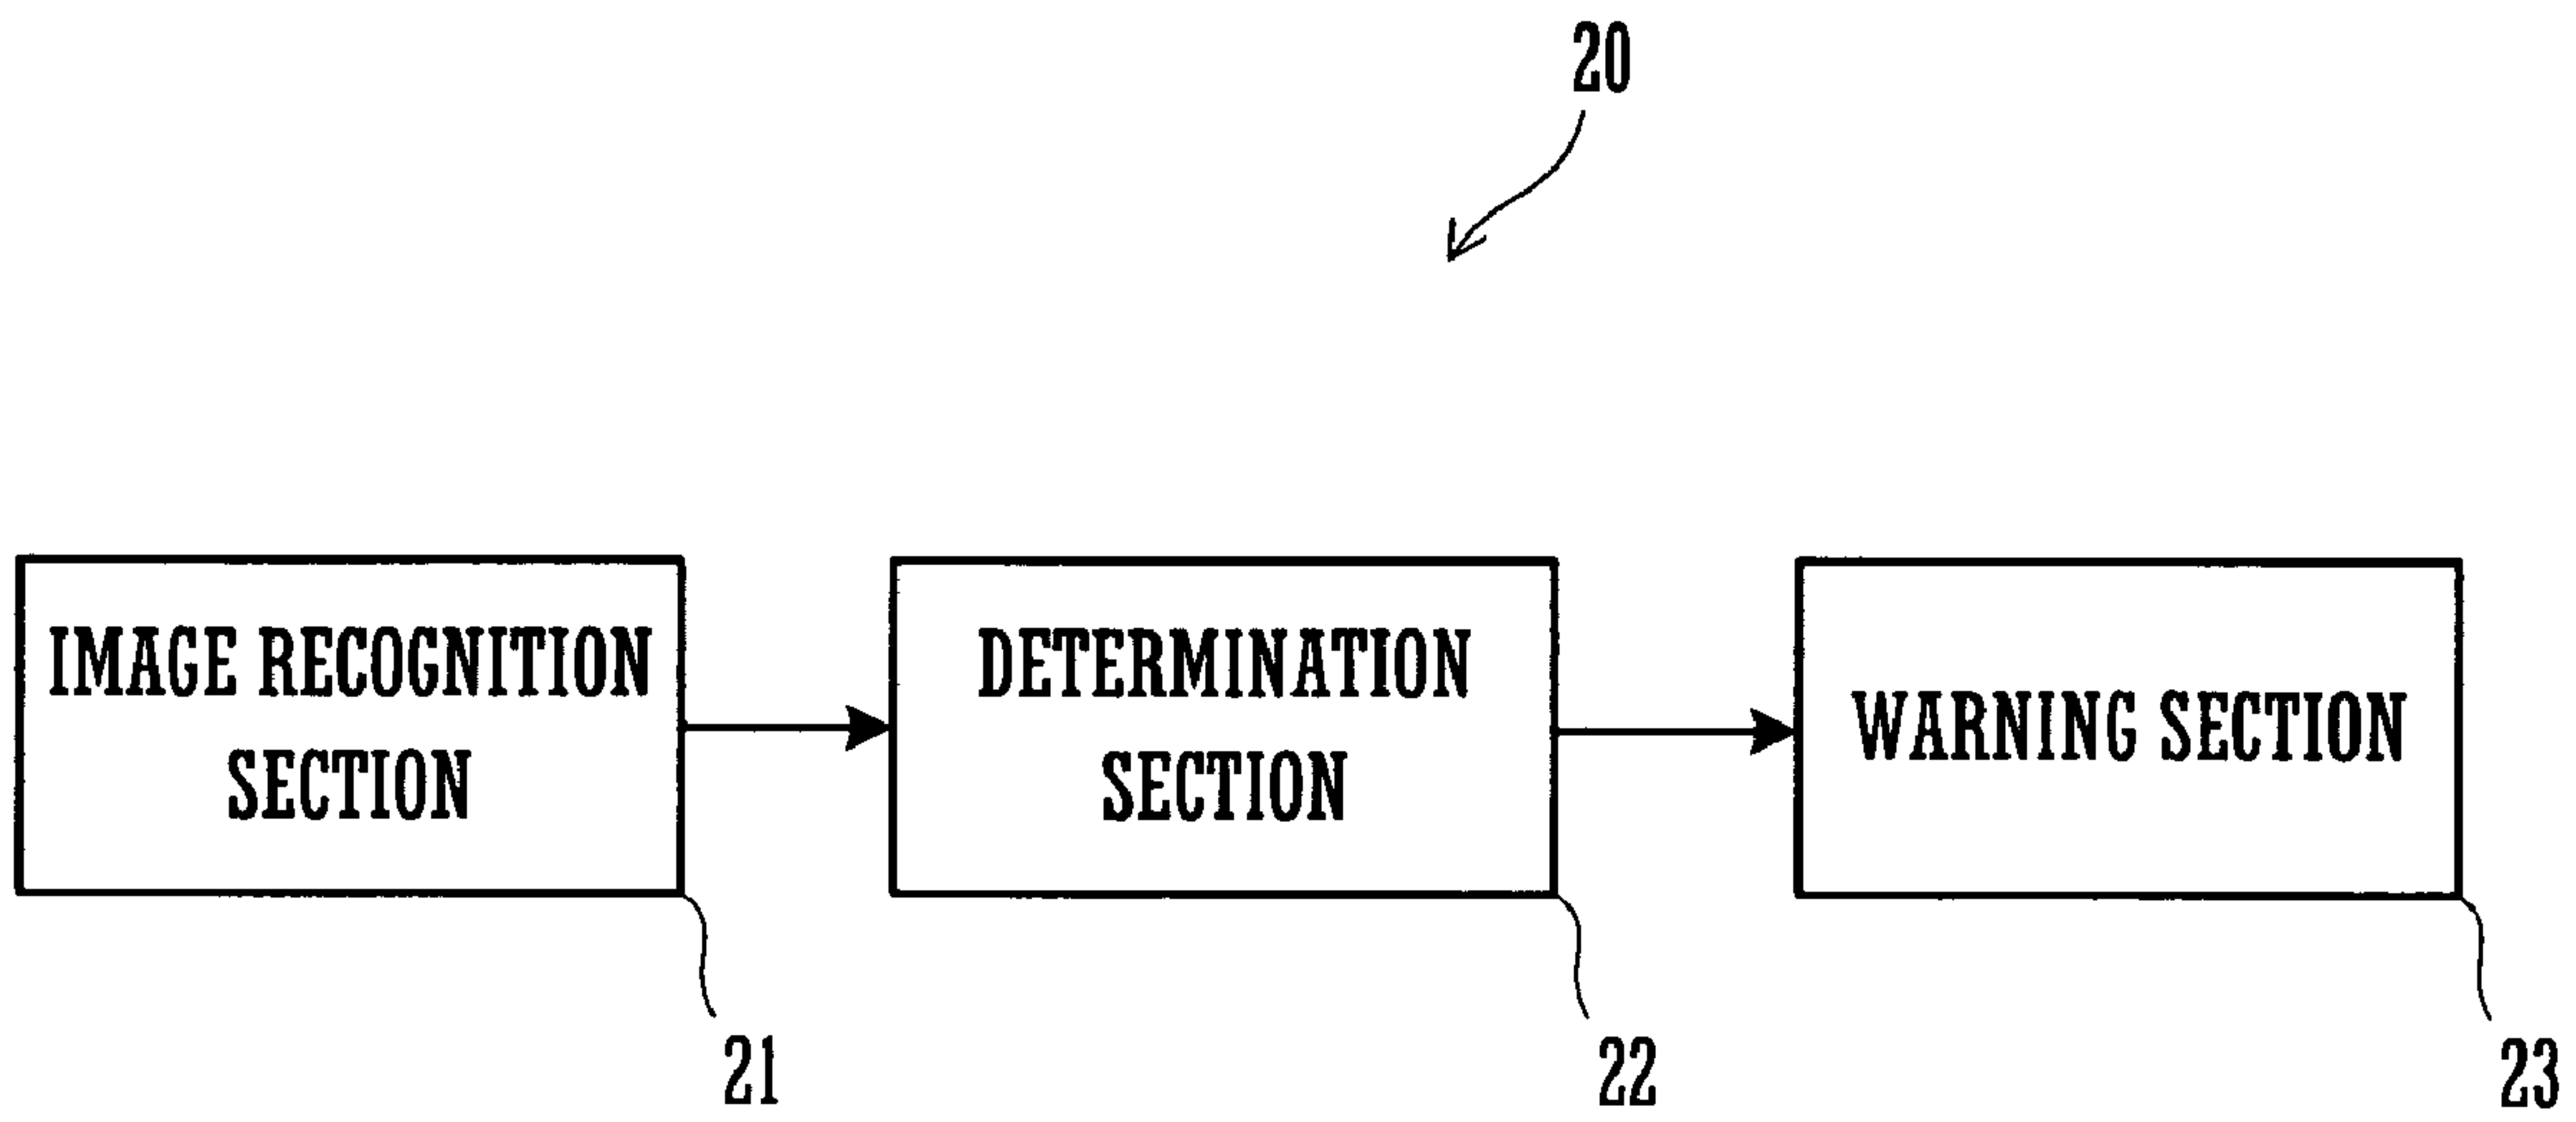 20
IMAGE RECOGNITION
SECTION
DETERMINATION
SECTION
WARNING SECTION
21
22
23